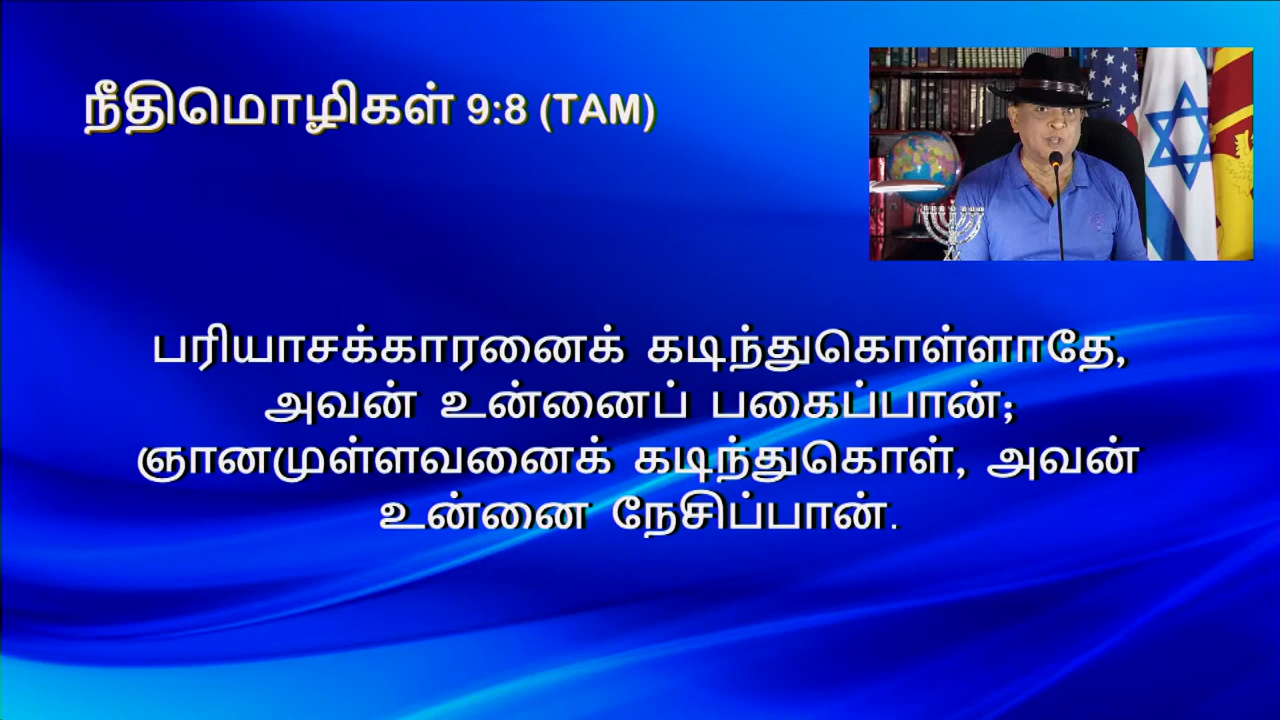 நீதிமொழிகள் 9:8 (TAM)
பரியாசக்காரனைக் கடிந்துகொள்ளாதே,
அவன் உன்னைப் பகைப்பான்;
ஞானமுள்ளவனைக் கடிந்துகொள், அவன்
உன்னை நேசிப்பான்.